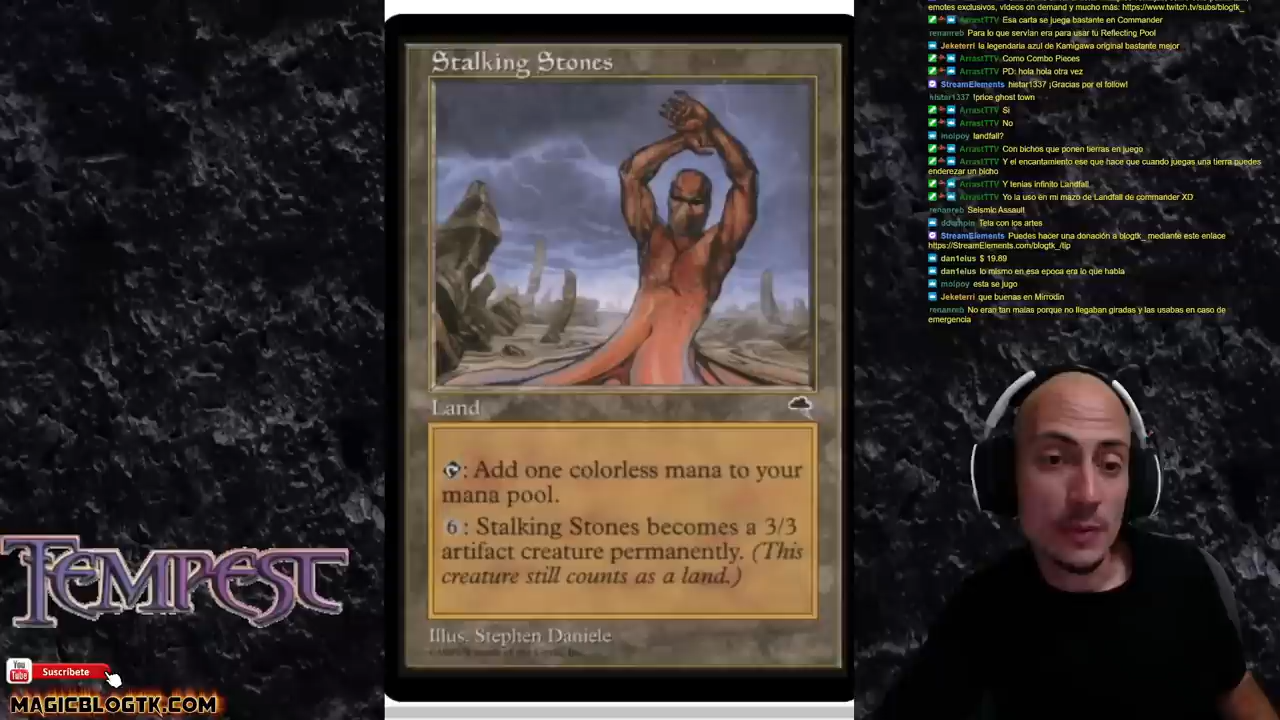 Stalking Stones
Land
: Add one colorless mana to your
mana pool.
6: Stalking Stones becomes a 3/3
artifact creature permanently. (This
creature still counts as a land.)
Illus. Stephen Daniele
TEMPEST
You
Tube
Suscríbete
MAGICBLOGTK.COM
emotes exclusivos, vídeos on demand y mucho más: https://www.twitch.tv/subs/blogtk_
ArrastTTV Esa carta se juega bastante en Commander
renanreb Para lo que servían era para usar tu Reflecting Pool
Jeketerri la legendaria azul de Kamigawa original bastante mejor
ArrastTTV Como Combo Pieces
ArrastTTV PD: hola hola otra vez
StreamElements histar1337 ¡Gracias por el follow!
histar1337 !price ghost town
ArrastTTV Si
ArrastTTV No
molpoy landfall?
ArrastTTV Con bichos que ponen tierras en juego
ArrastTTV Y el encantamiento ese que hace que cuando juegas una tierra puedes
enderezar un bicho
ArrastTTV Y tenias infinito Landfall
ArrastTTV Yo la uso en mi mazo de Landfall de commander XD
renanreb Seismic Assault
Tela con los artes
StreamElements Puedes hacer una donación a blogtk_ mediante este enlace
https://StreamElements.com/blogtk_/tip
dan1elus $ 19.89
dan1elus lo mismo en esa epoca era lo que habla
molpoy esta se jugo
Jeketerri que buenas en Mirrodin
renanreb No eran tan malas porque no llegaban giradas y las usabas en caso de
emergencia